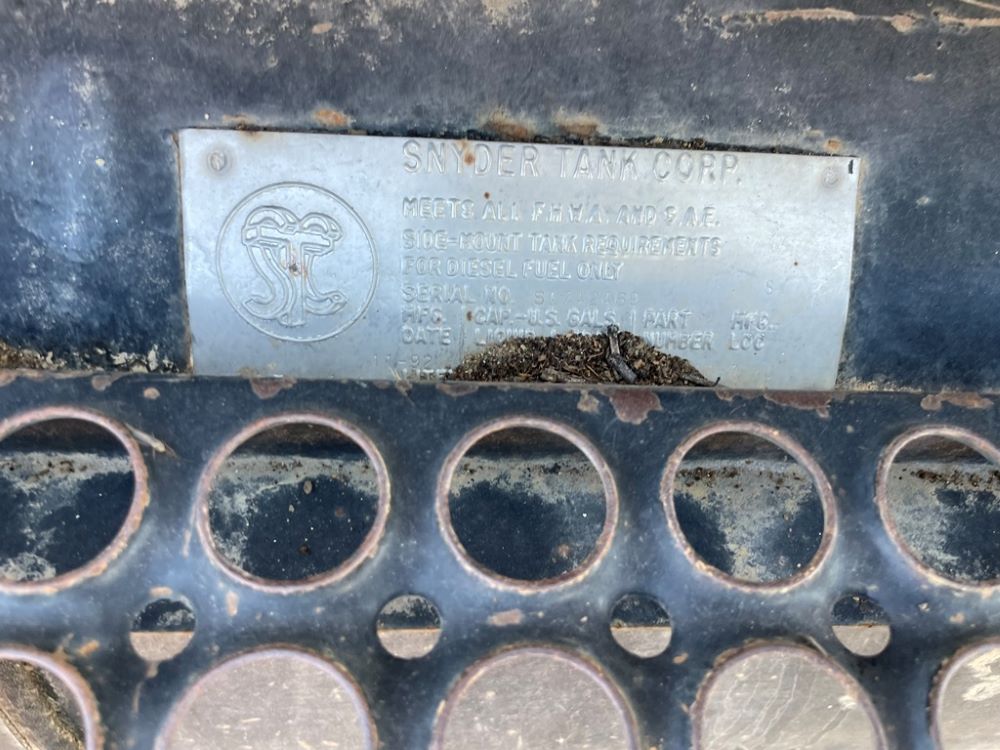 SNYDER TANK CORP.
STC
MEETS ALL F.H.W.A. AND S.A.E.
SIDE-MOUNT TANK REQUIREMENTS
FOR DIESEL FUEL ONLY
SERIAL NO.
MFG. CAP.-U.S. GALS. PART MFG.
DATE NUMBER LOC